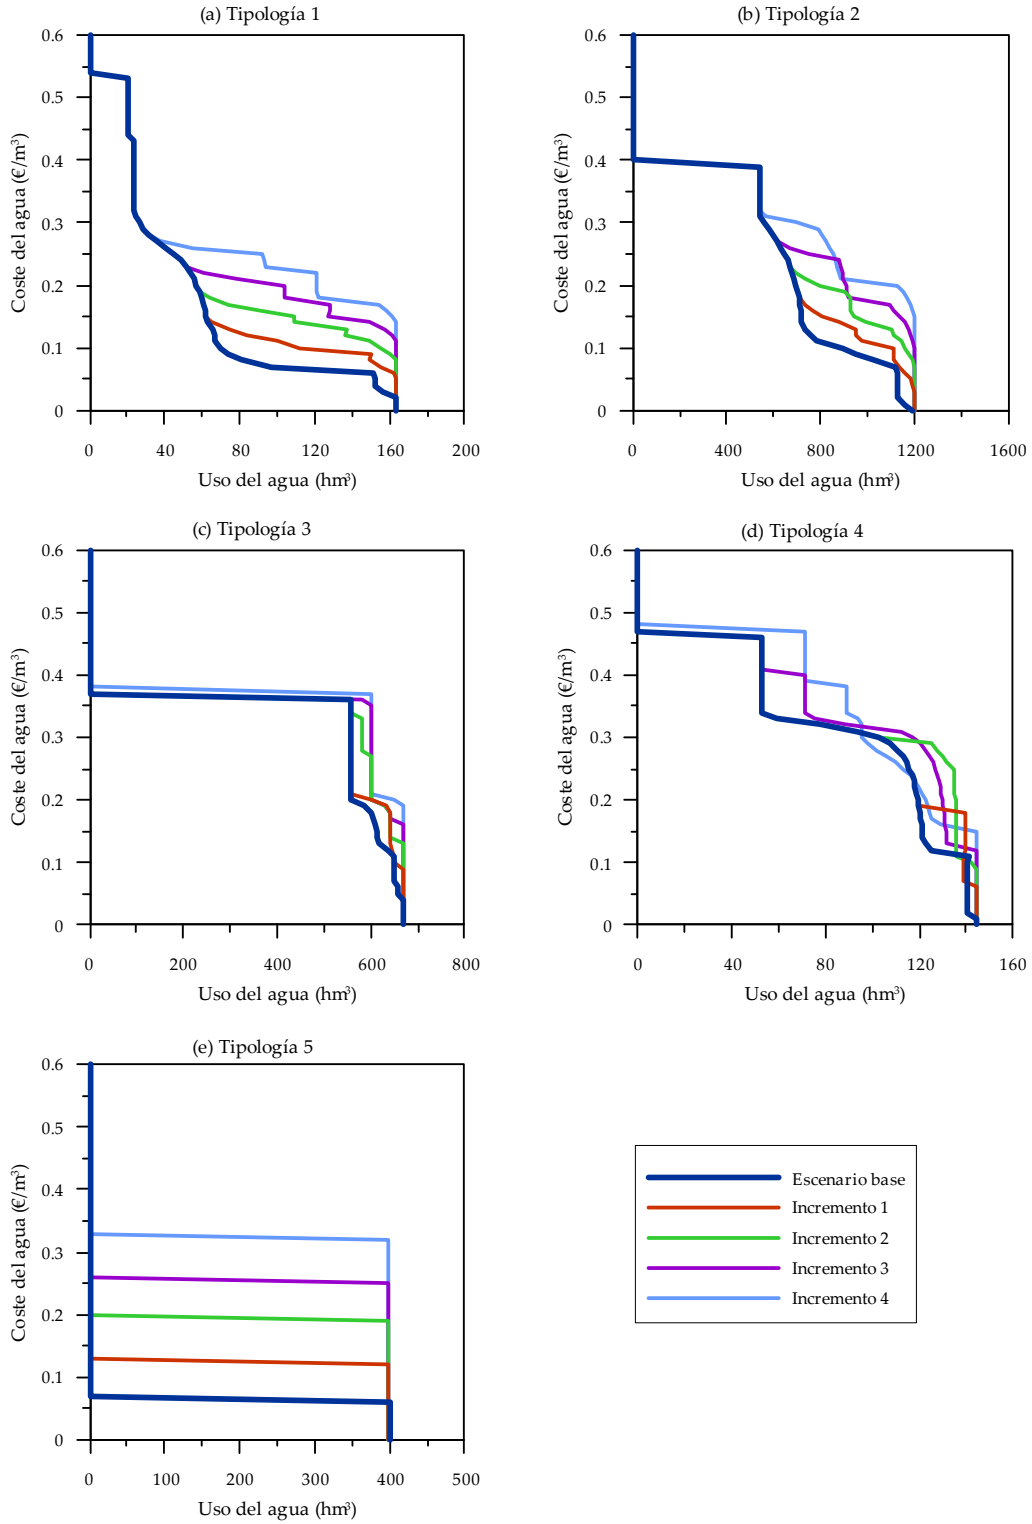 (a) Tipología 1
0.6
0.5
0.4
0.3
0.2
0.1
0
Coste del agua (€/m³)
0 40 80 120 160 200
Uso del agua (hm³)
(b) Tipología 2
0.6
0.5
0.4
0.3
0.2
0.1
0
Coste del agua (€/m³)
0 400 800 1200 1600
Uso del agua (hm³)
(c) Tipología 3
0.6
0.5
0.4
0.3
0.2
0.1
0
Coste del agua (€/m³)
0 200 400 600 800
Uso del agua (hm³)
(d) Tipología 4
0.6
0.5
0.4
0.3
0.2
0.1
0
Coste del agua (€/m³)
0 40 80 120 160
Uso del agua (hm³)
(e) Tipología 5
0.6
0.5
0.4
0.3
0.2
0.1
0
Coste del agua (€/m³)
0 100 200 300 400 500
Uso del agua (hm³)
Escenario base
Incremento 1
Incremento 2
Incremento 3
Incremento 4